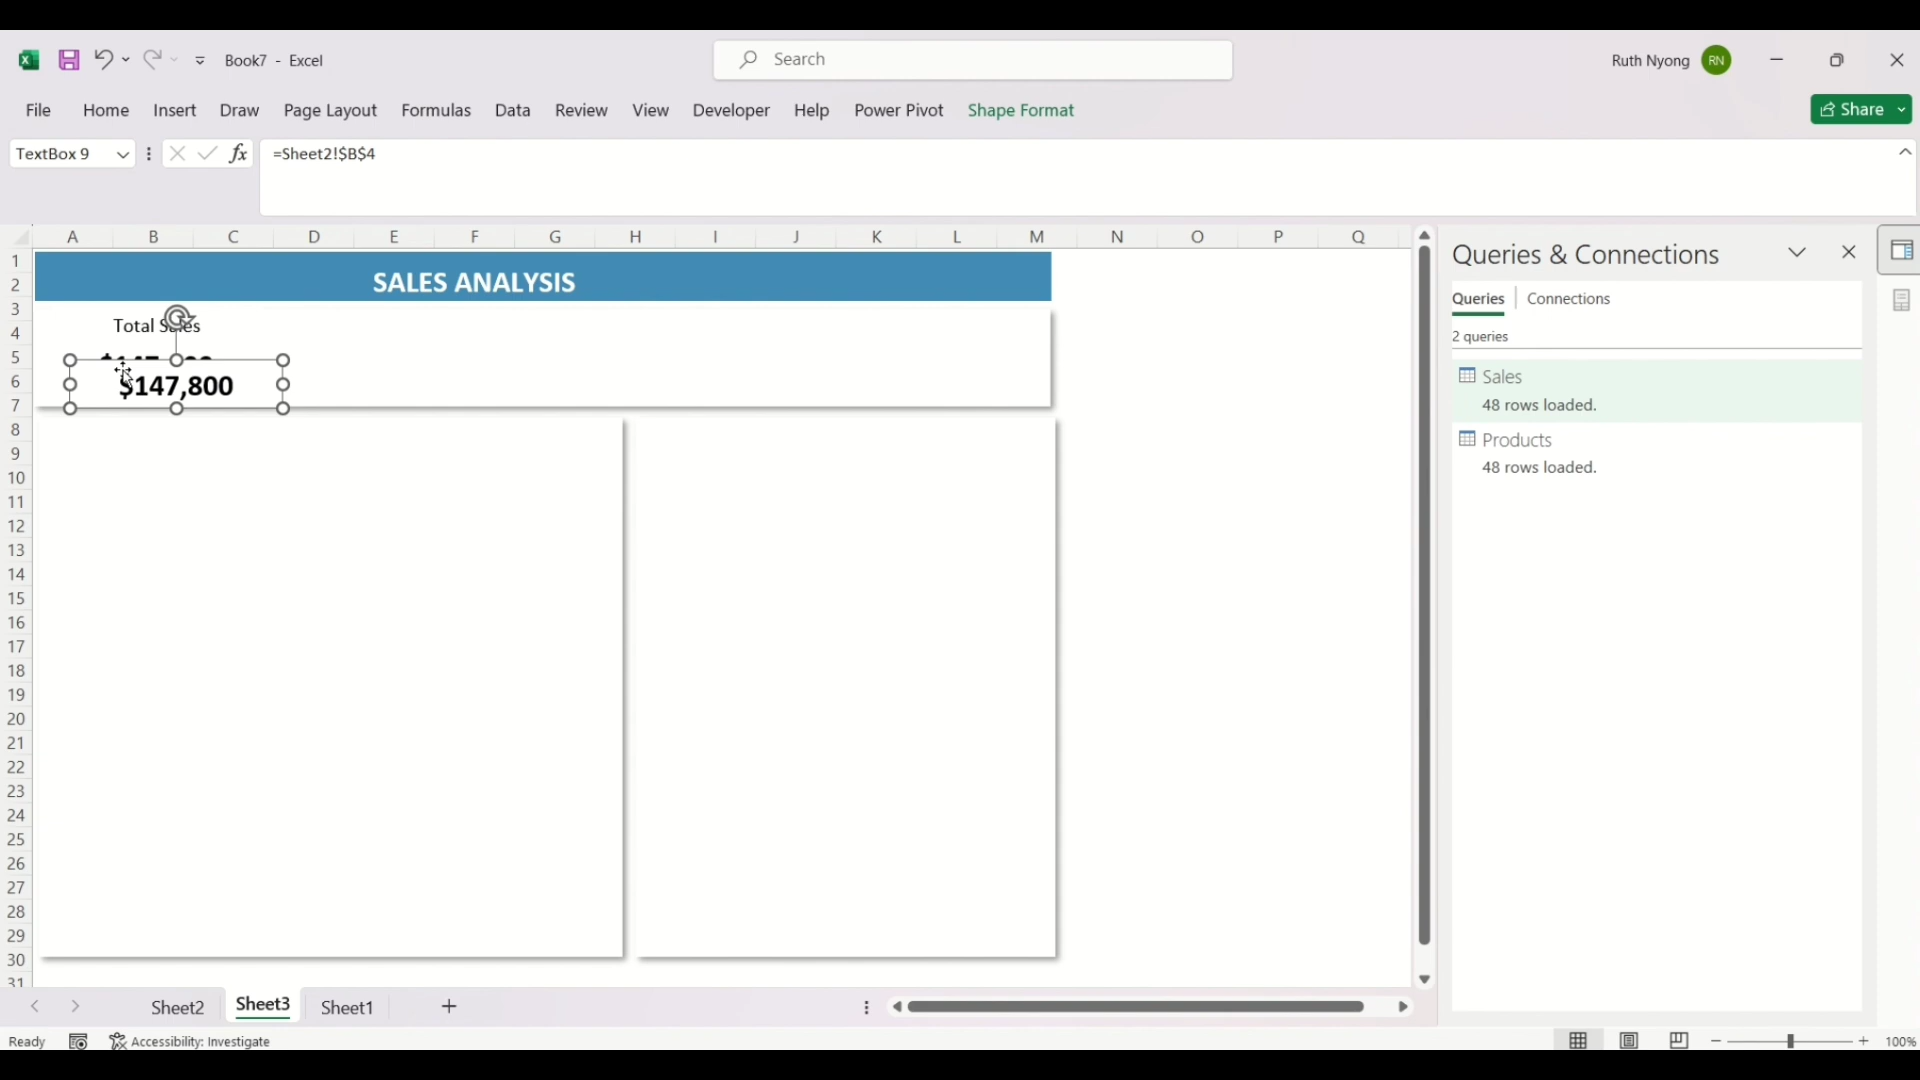 Book7 - Excel
Search
Ruth Nyong RN
File Home Insert Draw Page Layout Formulas Data Review View Developer Help Power Pivot Shape Format
Share
TextBox 9
fx
=Sheet2!$B$4
A B C D E F G H I J K L M N O P Q
1
2
3
4
5
6
7
8
9
10
11
12
13
14
15
16
17
18
19
20
21
22
23
24
25
26
27
28
29
30
31
SALES ANALYSIS
Total Sales
$147,800
Queries & Connections
Queries Connections
2 queries
Sales
48 rows loaded.
Products
48 rows loaded.
Sheet2 Sheet3 Sheet1
Ready
Accessibility: Investigate
100%